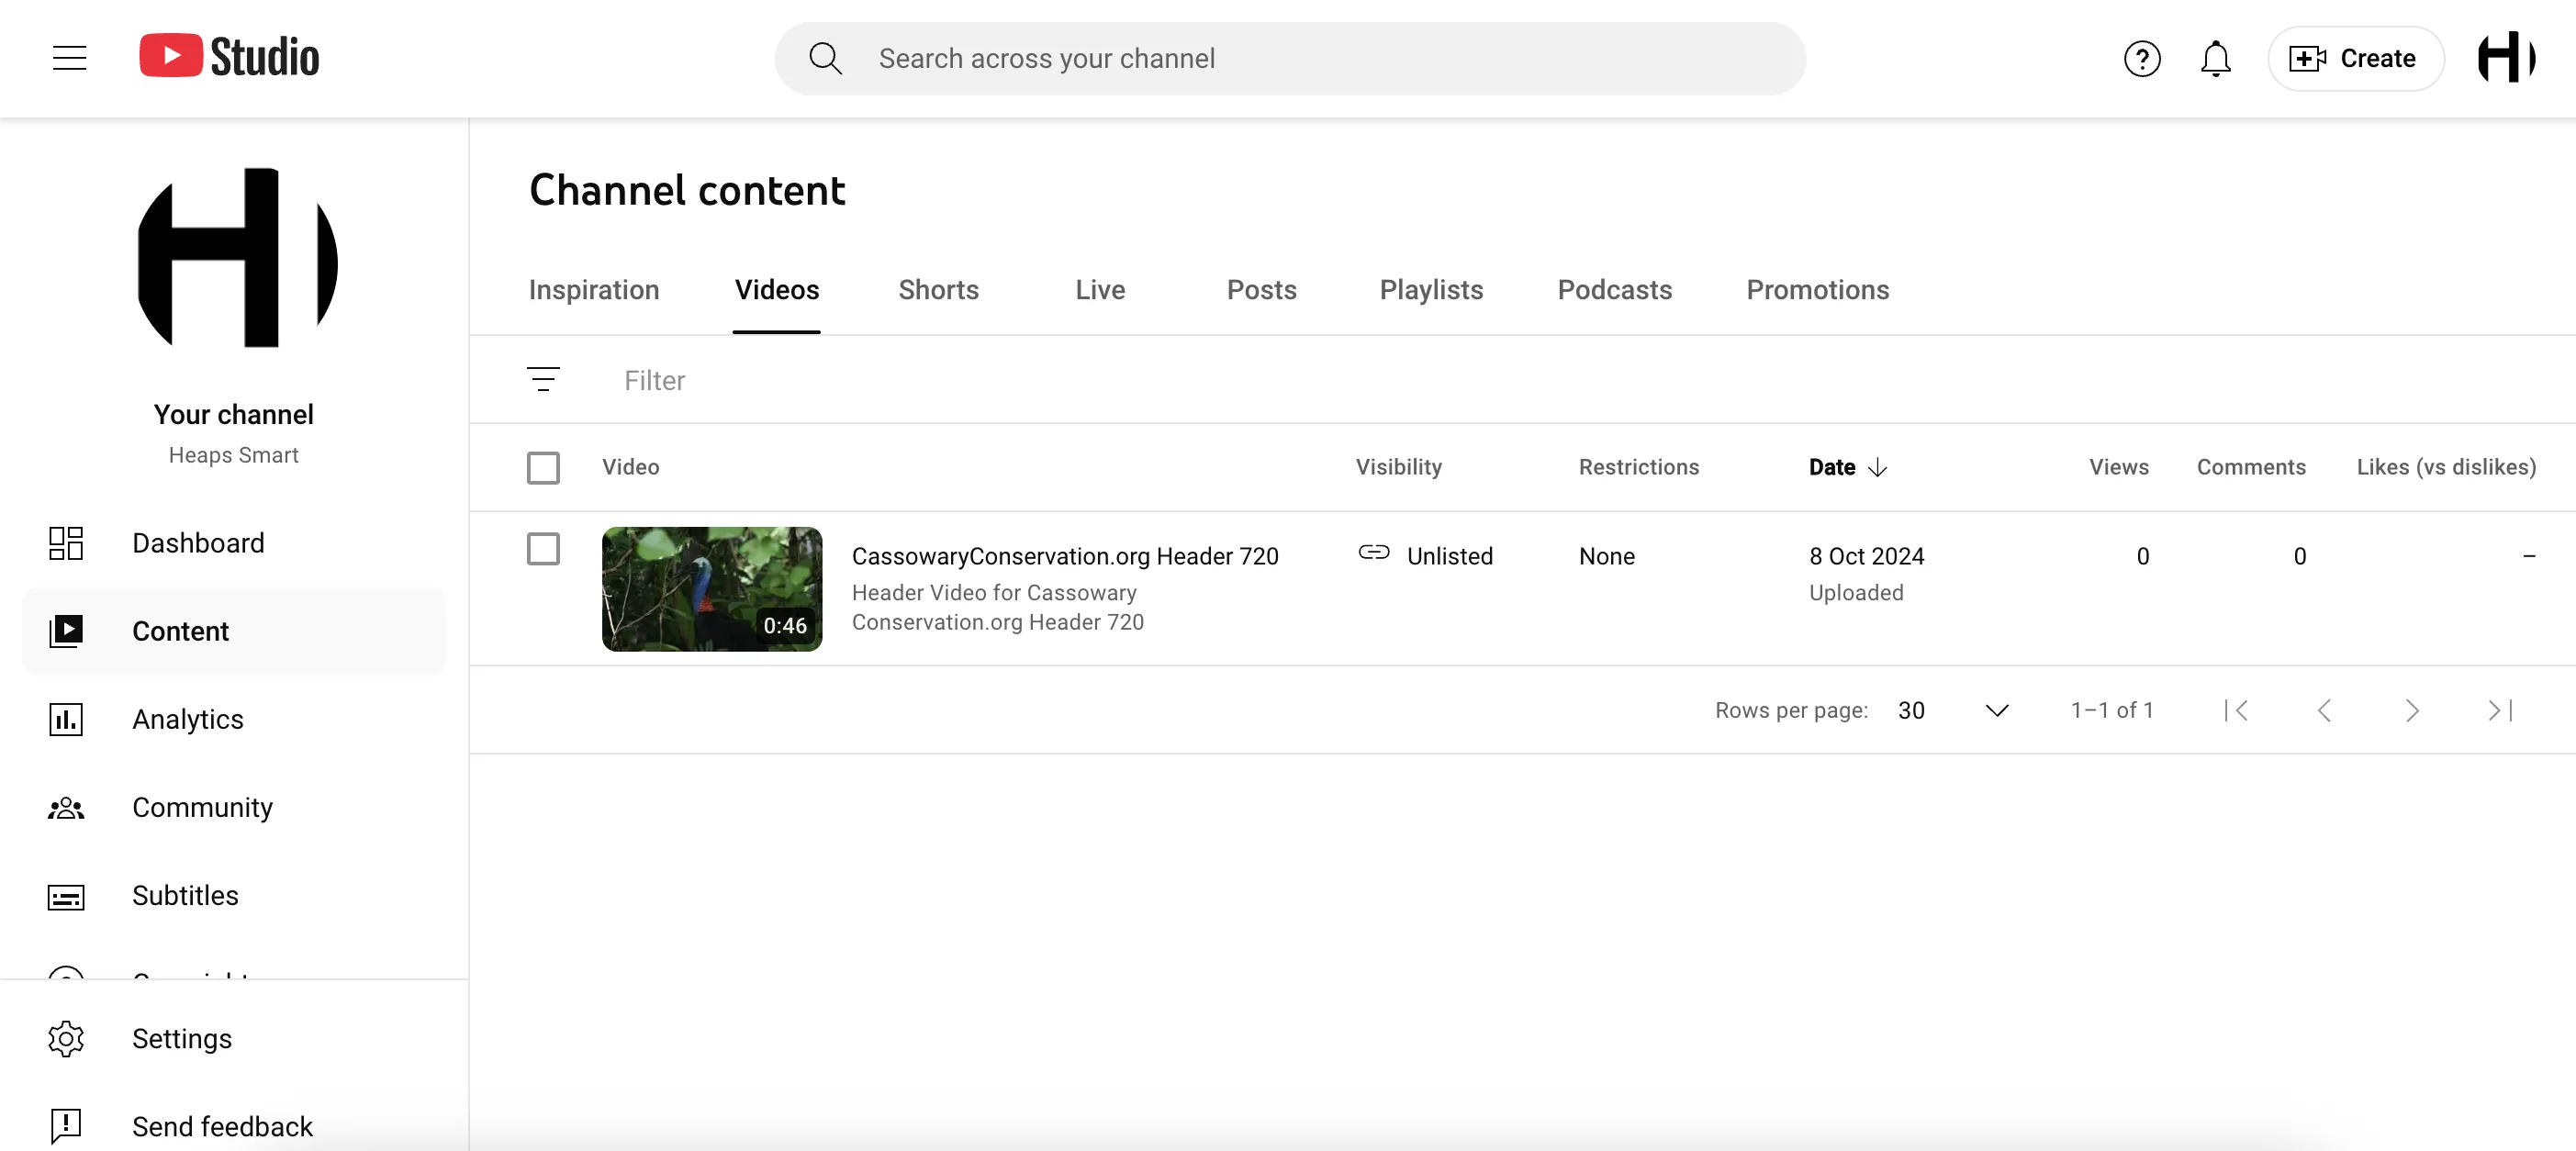 Studio
Search across your channel
Create
Your channel
Heaps Smart
Dashboard
Content
Analytics
Community
Subtitles
Settings
Send feedback
Channel content
Inspiration Videos Shorts Live Posts Playlists Podcasts Promotions
Filter
Video Visibility Restrictions Date Views Comments Likes (vs dislikes)
0:46
CassowaryConservation.org Header 720 Unlisted None 8 Oct 2024 0 0 –
Header Video for Cassowary Uploaded
Conservation.org Header 720
Rows per page: 30 1–1 of 1